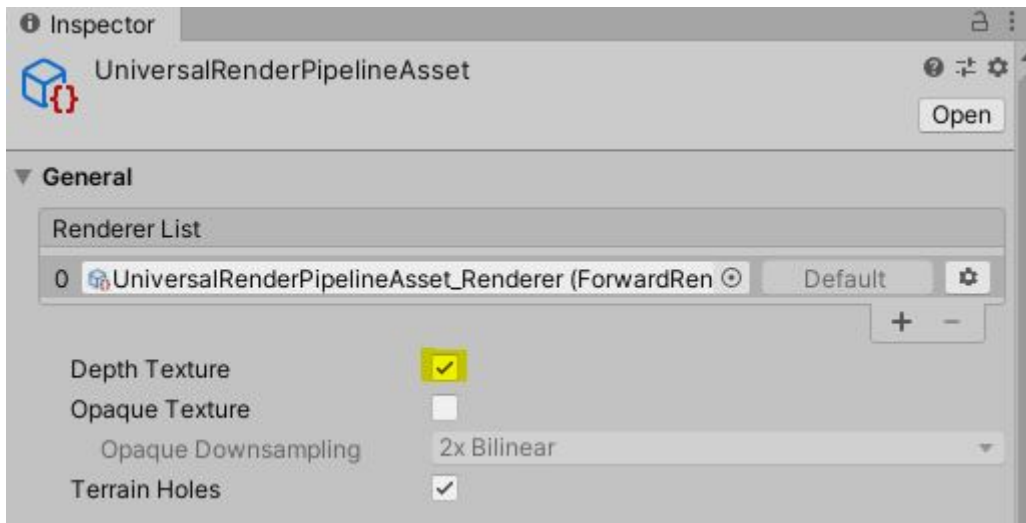 Inspector
UniversalRenderPipelineAsset
Open
General
Renderer List
0 UniversalRenderPipelineAsset_Renderer (ForwardRen Default
+ -
Depth Texture
Opaque Texture
Opaque Downsampling 2x Bilinear
Terrain Holes